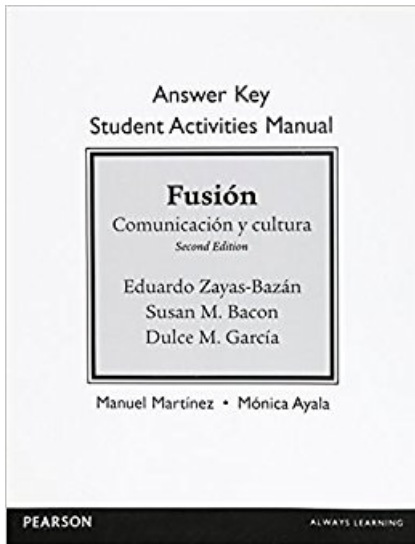 Answer Key
Student Activities Manual
Fusión
Comunicación y cultura
Second Edition
Eduardo Zayas-Bazán
Susan M. Bacon
Dulce M. García
Manuel Martínez • Mónica Ayala
PEARSON
ALWAYS LEARNING